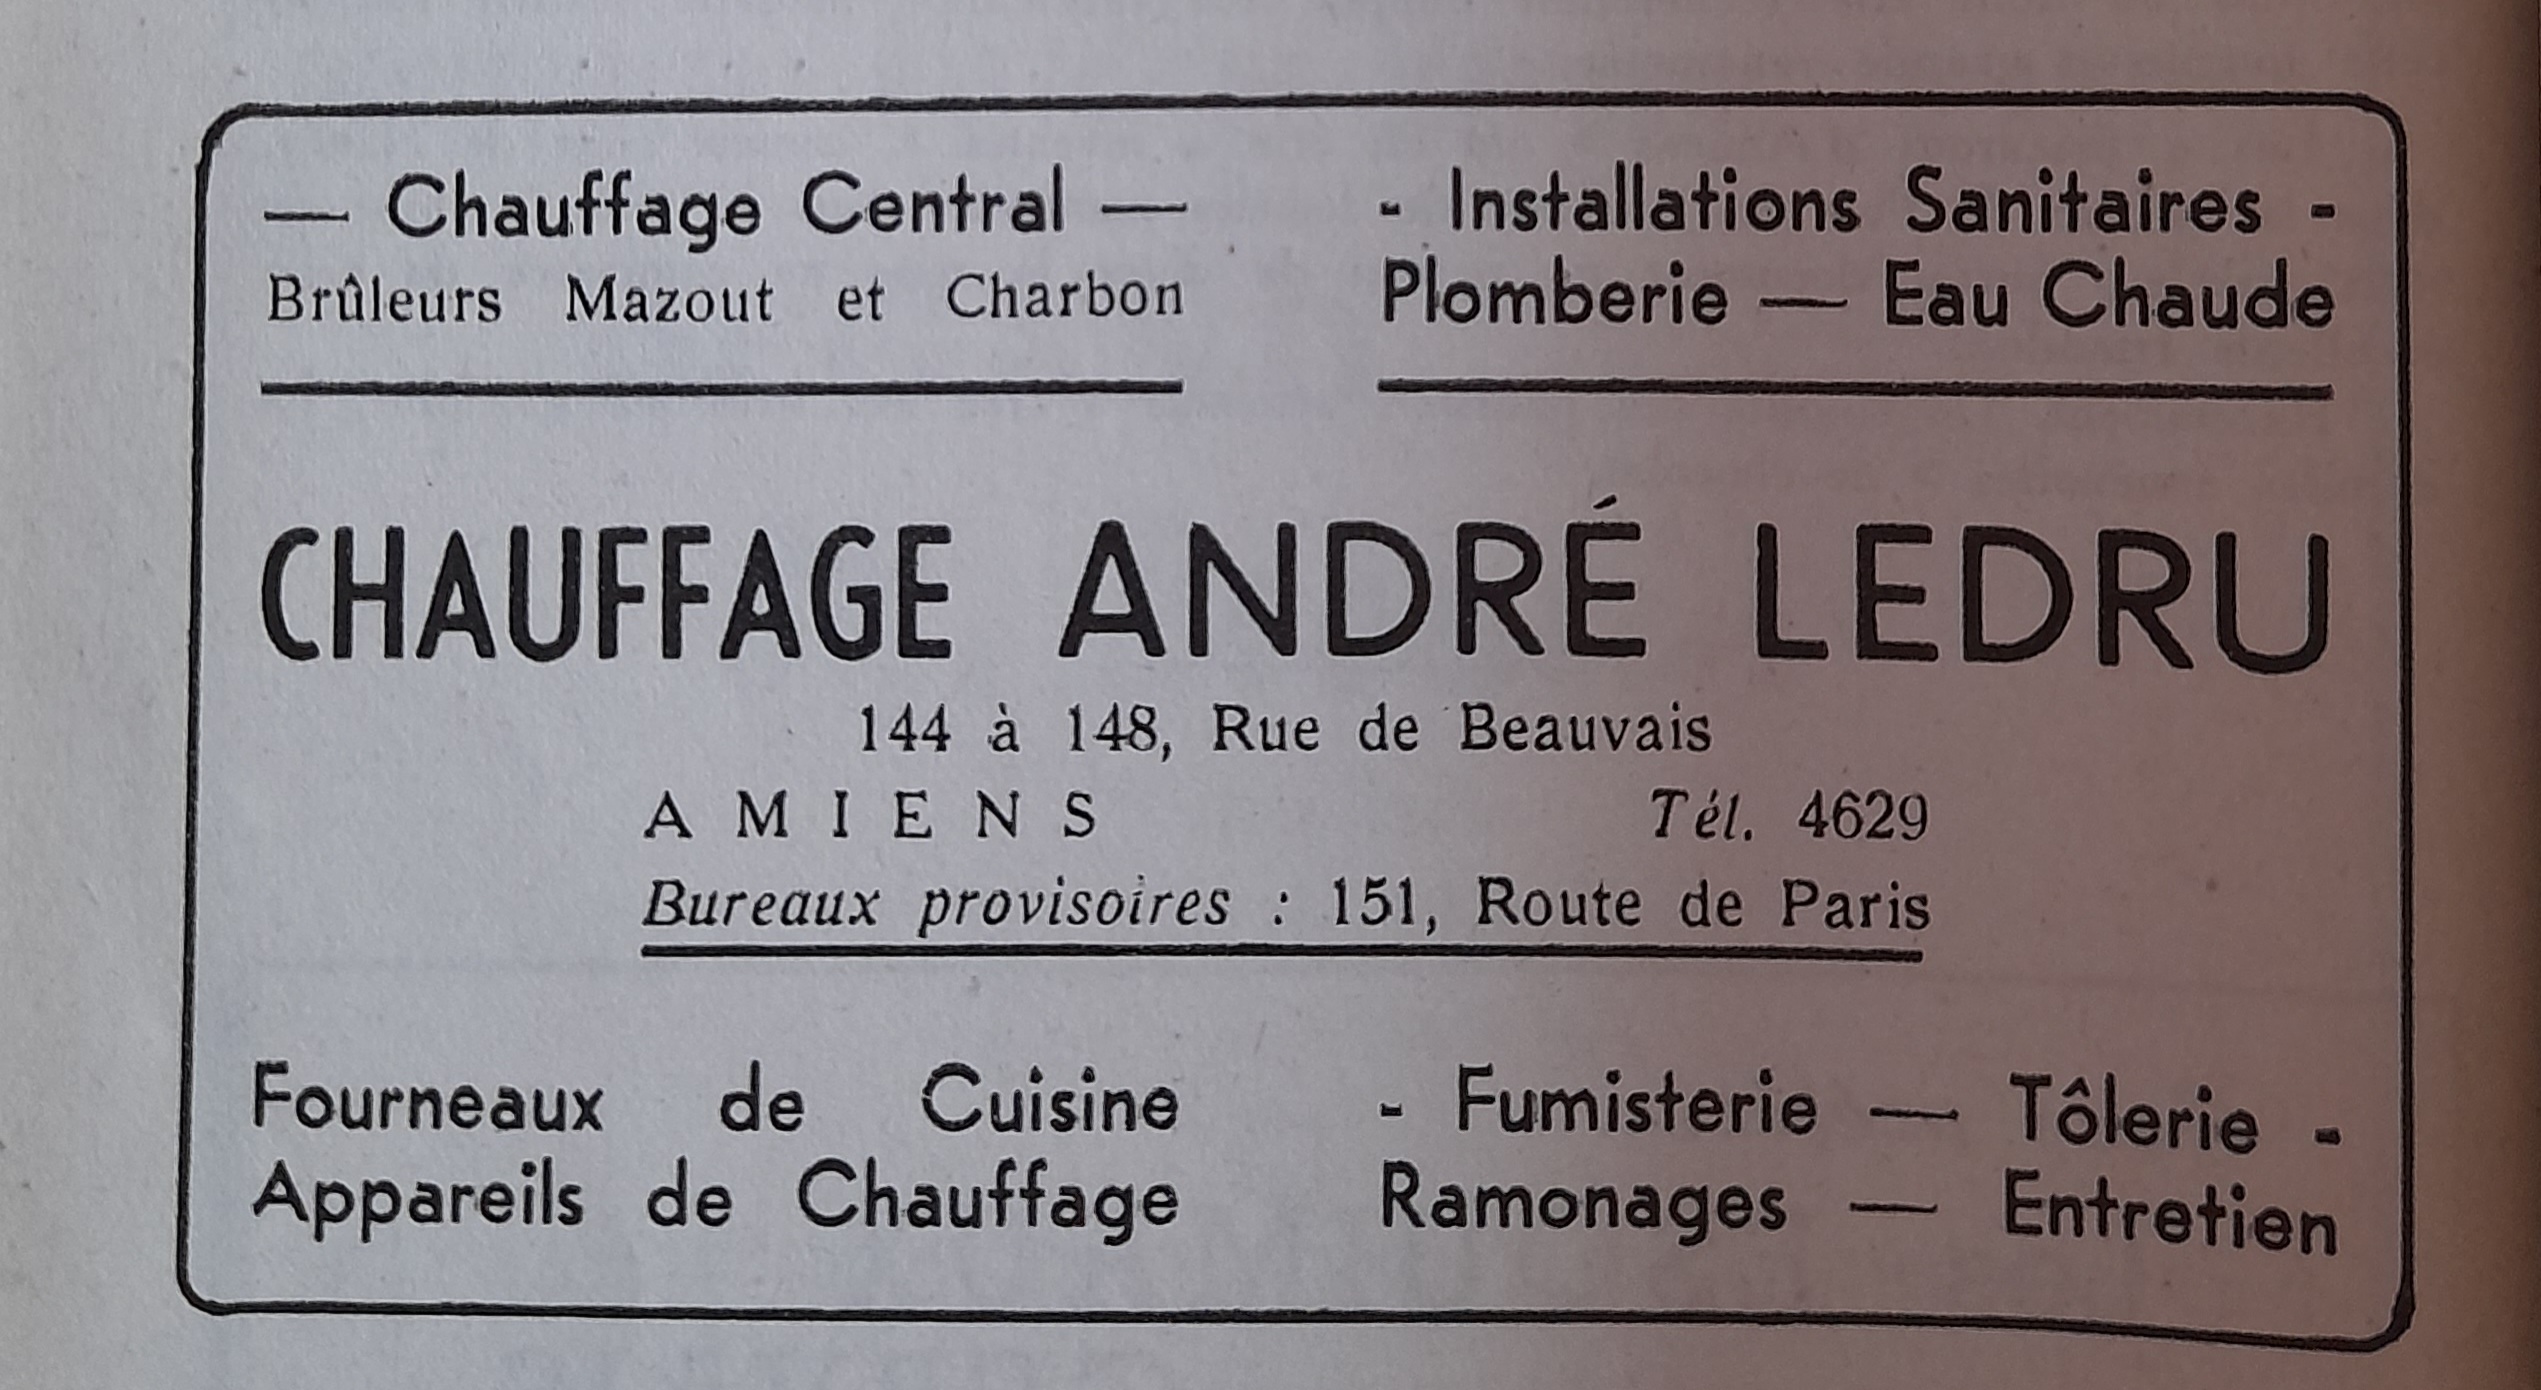 — Chauffage Central —
Brûleurs Mazout et Charbon
- Installations Sanitaires -
Plomberie — Eau Chaude
CHAUFFAGE ANDRÉ LEDRU
144 à 148, Rue de Beauvais
AMIENS Tél. 4629
Bureaux provisoires : 151, Route de Paris
Fourneaux de Cuisine
Appareils de Chauffage
- Fumisterie — Tôlerie -
Ramonages — Entretien